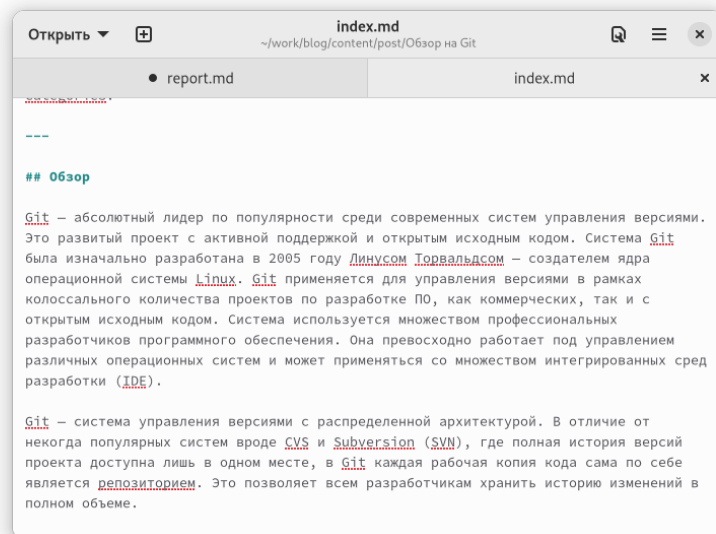 Открыть
index.md
~/work/blog/content/post/Обзор на Git
report.md
index.md
---
## Обзор
Git — абсолютный лидер по популярности среди современных систем управления версиями.
Это развитый проект с активной поддержкой и открытым исходным кодом. Система Git
была изначально разработана в 2005 году Линусом Торвальдсом — создателем ядра
операционной системы Linux. Git применяется для управления версиями в рамках
колоссального количества проектов по разработке ПО, как коммерческих, так и с
открытым исходным кодом. Система используется множеством профессиональных
разработчиков программного обеспечения. Она превосходно работает под управлением
различных операционных систем и может применяться со множеством интегрированных сред
разработки (IDE).
Git — система управления версиями с распределенной архитектурой. В отличие от
некогда популярных систем вроде CVS и Subversion (SVN), где полная история версий
проекта доступна лишь в одном месте, в Git каждая рабочая копия кода сама по себе
является репозиторием. Это позволяет всем разработчикам хранить историю изменений в
полном объеме.